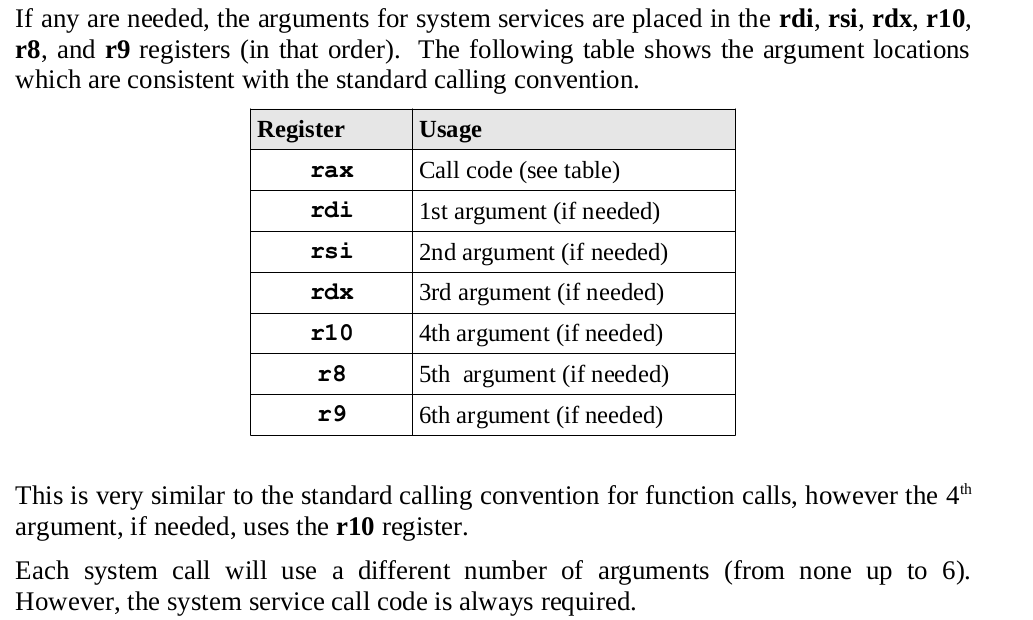 If any are needed, the arguments for system services are placed in the rdi, rsi, rdx, r10,
r8, and r9 registers (in that order). The following table shows the argument locations
which are consistent with the standard calling convention.
Register Usage
rax Call code (see table)
rdi 1st argument (if needed)
rsi 2nd argument (if needed)
rdx 3rd argument (if needed)
r10 4th argument (if needed)
r8 5th argument (if needed)
r9 6th argument (if needed)
This is very similar to the standard calling convention for function calls, however the 4th
argument, if needed, uses the r10 register.
Each system call will use a different number of arguments (from none up to 6).
However, the system service call code is always required.